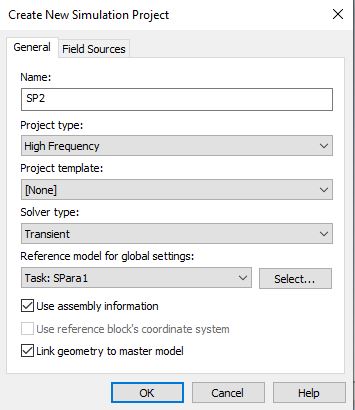 Create New Simulation Project
General
Field Sources
Name:
SP2
Project type:
High Frequency
Project template:
[None]
Solver type:
Transient
Reference model for global settings:
Task: SPara1
Select...
Use assembly information
Use reference block's coordinate system
Link geometry to master model
OK
Cancel
Help